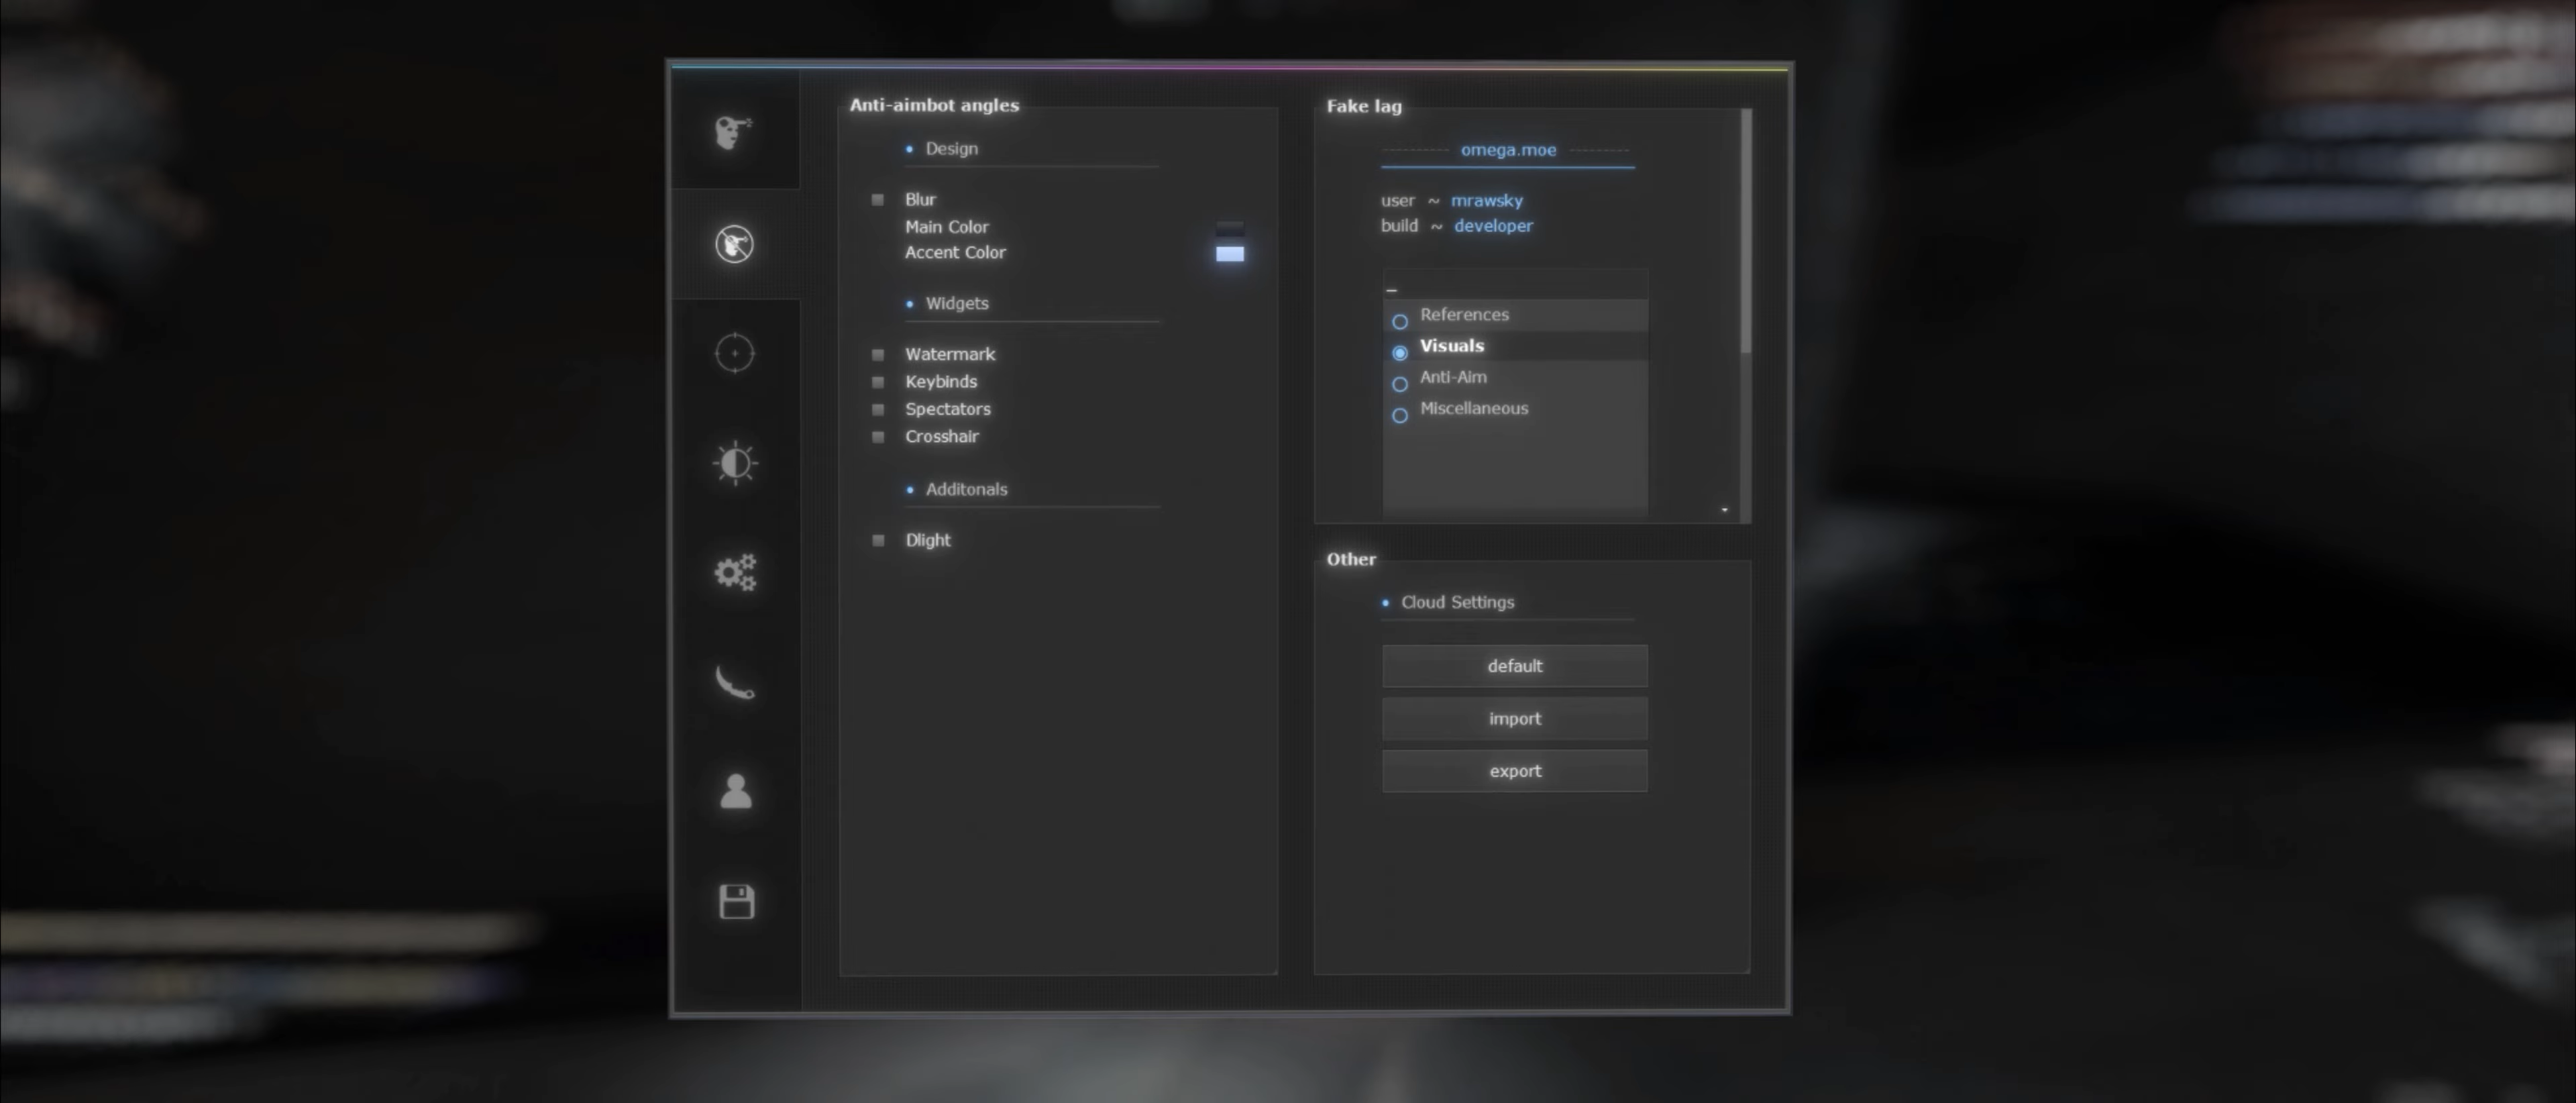 Anti-aimbot angles
Design
Blur
Main Color
Accent Color
Widgets
Watermark
Keybinds
Spectators
Crosshair
Additonals
Dlight
Fake lag
---------- omega.moe ---------
user ~ mrawsky
build ~ developer
_
References
Visuals
Anti-Aim
Miscellaneous
Other
Cloud Settings
default
import
export